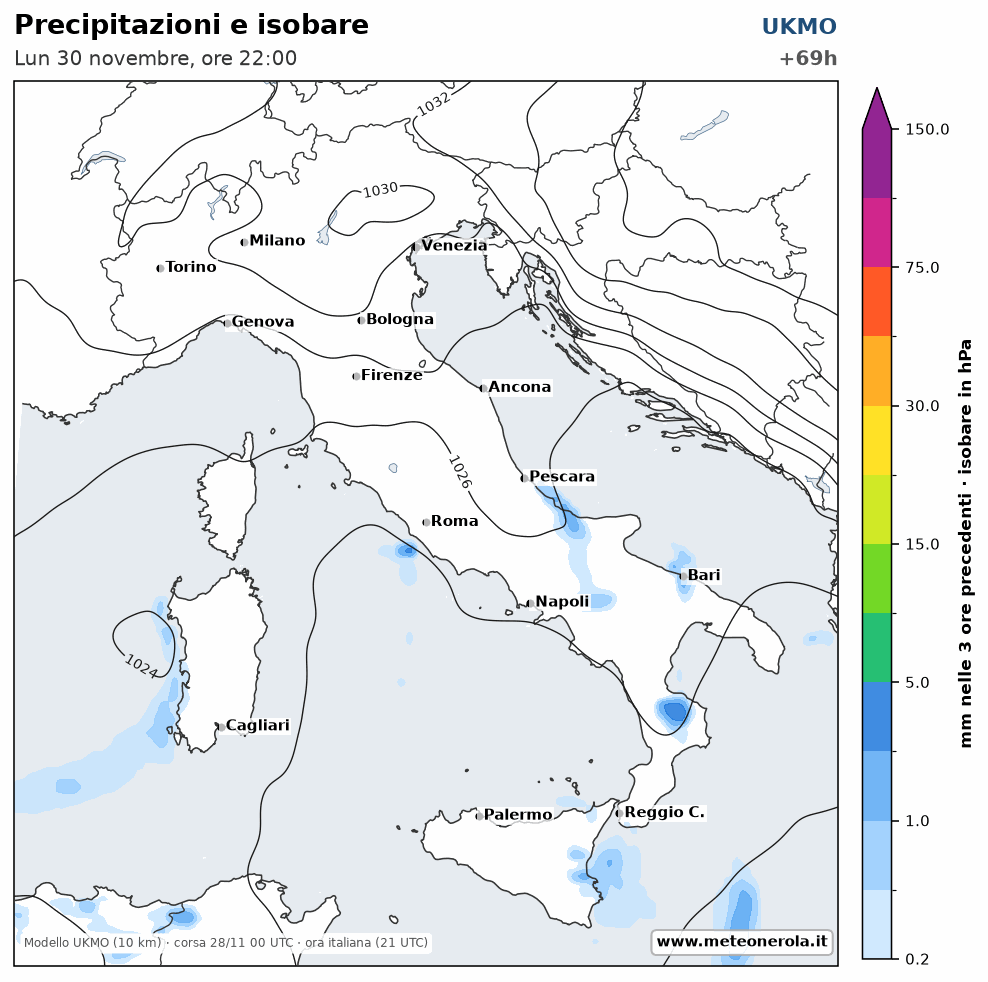 Precipitazioni e isobare
UKMO
Lun 30 novembre, ore 22:00
+69h
1032
150.0
1030
Milano
Venezia
Torino
75.0
Genova
Bologna
Firenze
Ancona
30.0
1026
Pescara
Roma
15.0
Bari
Napoli
1024
5.0
Cagliari
Palermo
Reggio C.
1.0
mm nelle 3 ore precedenti · isobare in hPa
Modello UKMO (10 km) · corsa 28/11 00 UTC · ora italiana (21 UTC)
www.meteonerola.it
0.2